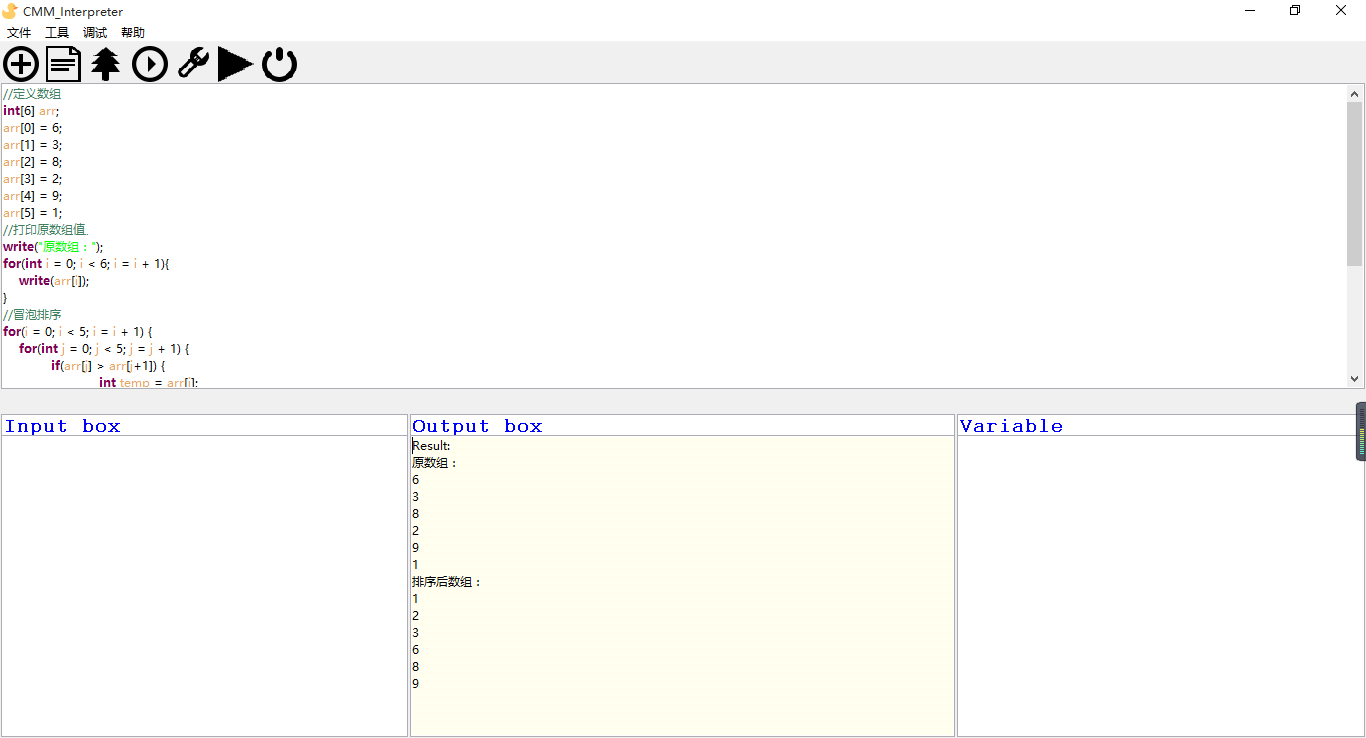 CMM_Interpreter
文件 工具 调试 帮助
//定义数组
int[6] arr;
arr[0] = 6;
arr[1] = 3;
arr[2] = 8;
arr[3] = 2;
arr[4] = 9;
arr[5] = 1;
//打印原数组值.
write("原数组：");
for(int i = 0; i < 6; i = i + 1){
write(arr[i]);
}
//冒泡排序
for(i = 0; i < 5; i = i + 1) {
for(int j = 0; j < 5; j = j + 1) {
if(arr[j] > arr[j+1]) {
int temp = arr[j];
Input box
Output box
Variable
Result:
原数组：
6
3
8
2
9
1
排序后数组：
1
2
3
6
8
9